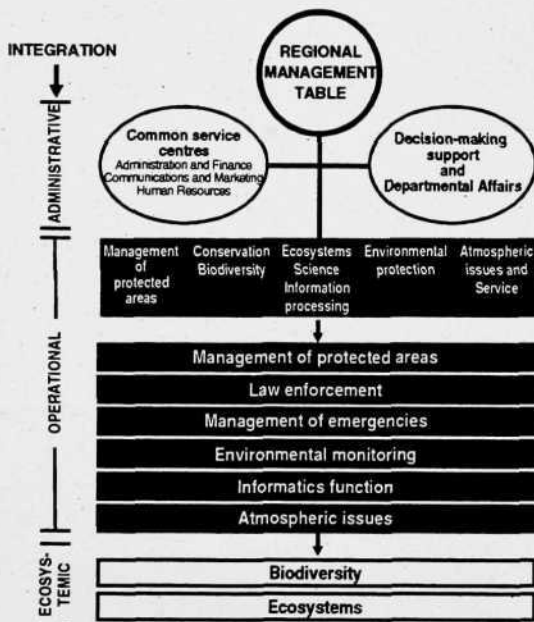 INTEGRATION
REGIONAL
MANAGEMENT
TABLE
ADMINISTRATIVE
Common service
centres
Administration and Finance
Communications and Marketing
Human Resources
Decision-making
support
and
Departmental Affairs
OPERATIONAL
Management
of
protected
areas
Conservation
Biodiversity
Ecosystems
Science
Information
processing
Environmental
protection
Atmospheric
issues and
Service
Management of protected areas
Law enforcement
Management of emergencies
Environmental monitoring
Informatics function
Atmospheric issues
ECOSYS-
TEMIC
Biodiversity
Ecosystems